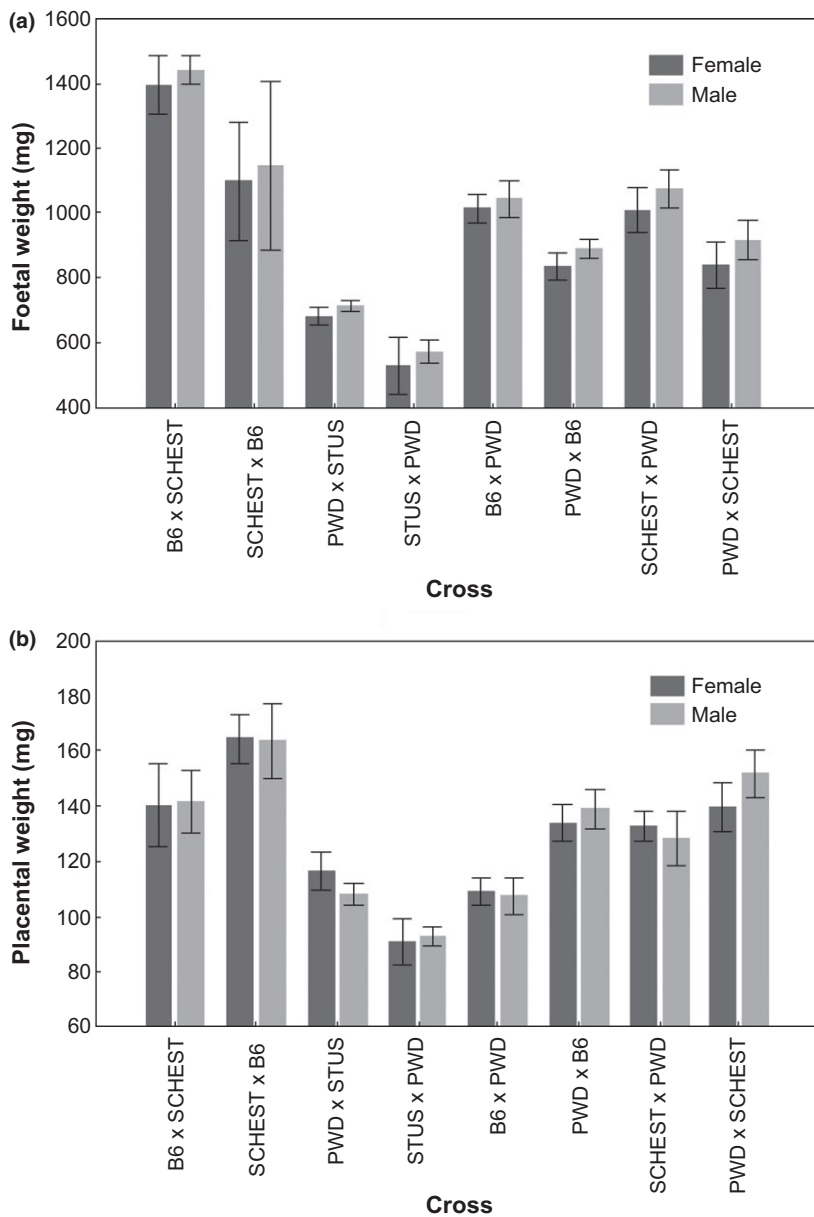 (a)
1600
1400
1200
1000
800
600
400
Foetal weight (mg)
Female
Male
B6 x SCHEST
SCHEST x B6
PWD x STUS
STUS x PWD
B6 x PWD
PWD x B6
SCHEST x PWD
PWD x SCHEST
Cross
(b)
200
180
160
140
120
100
80
60
Placental weight (mg)
Female
Male
B6 x SCHEST
SCHEST x B6
PWD x STUS
STUS x PWD
B6 x PWD
PWD x B6
SCHEST x PWD
PWD x SCHEST
Cross